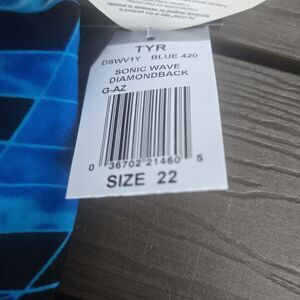 TYR
DSWV1Y BLUE 420
SONIC WAVE
DIAMONDBACK
G-AZ
0 36702 21460 5
SIZE 22